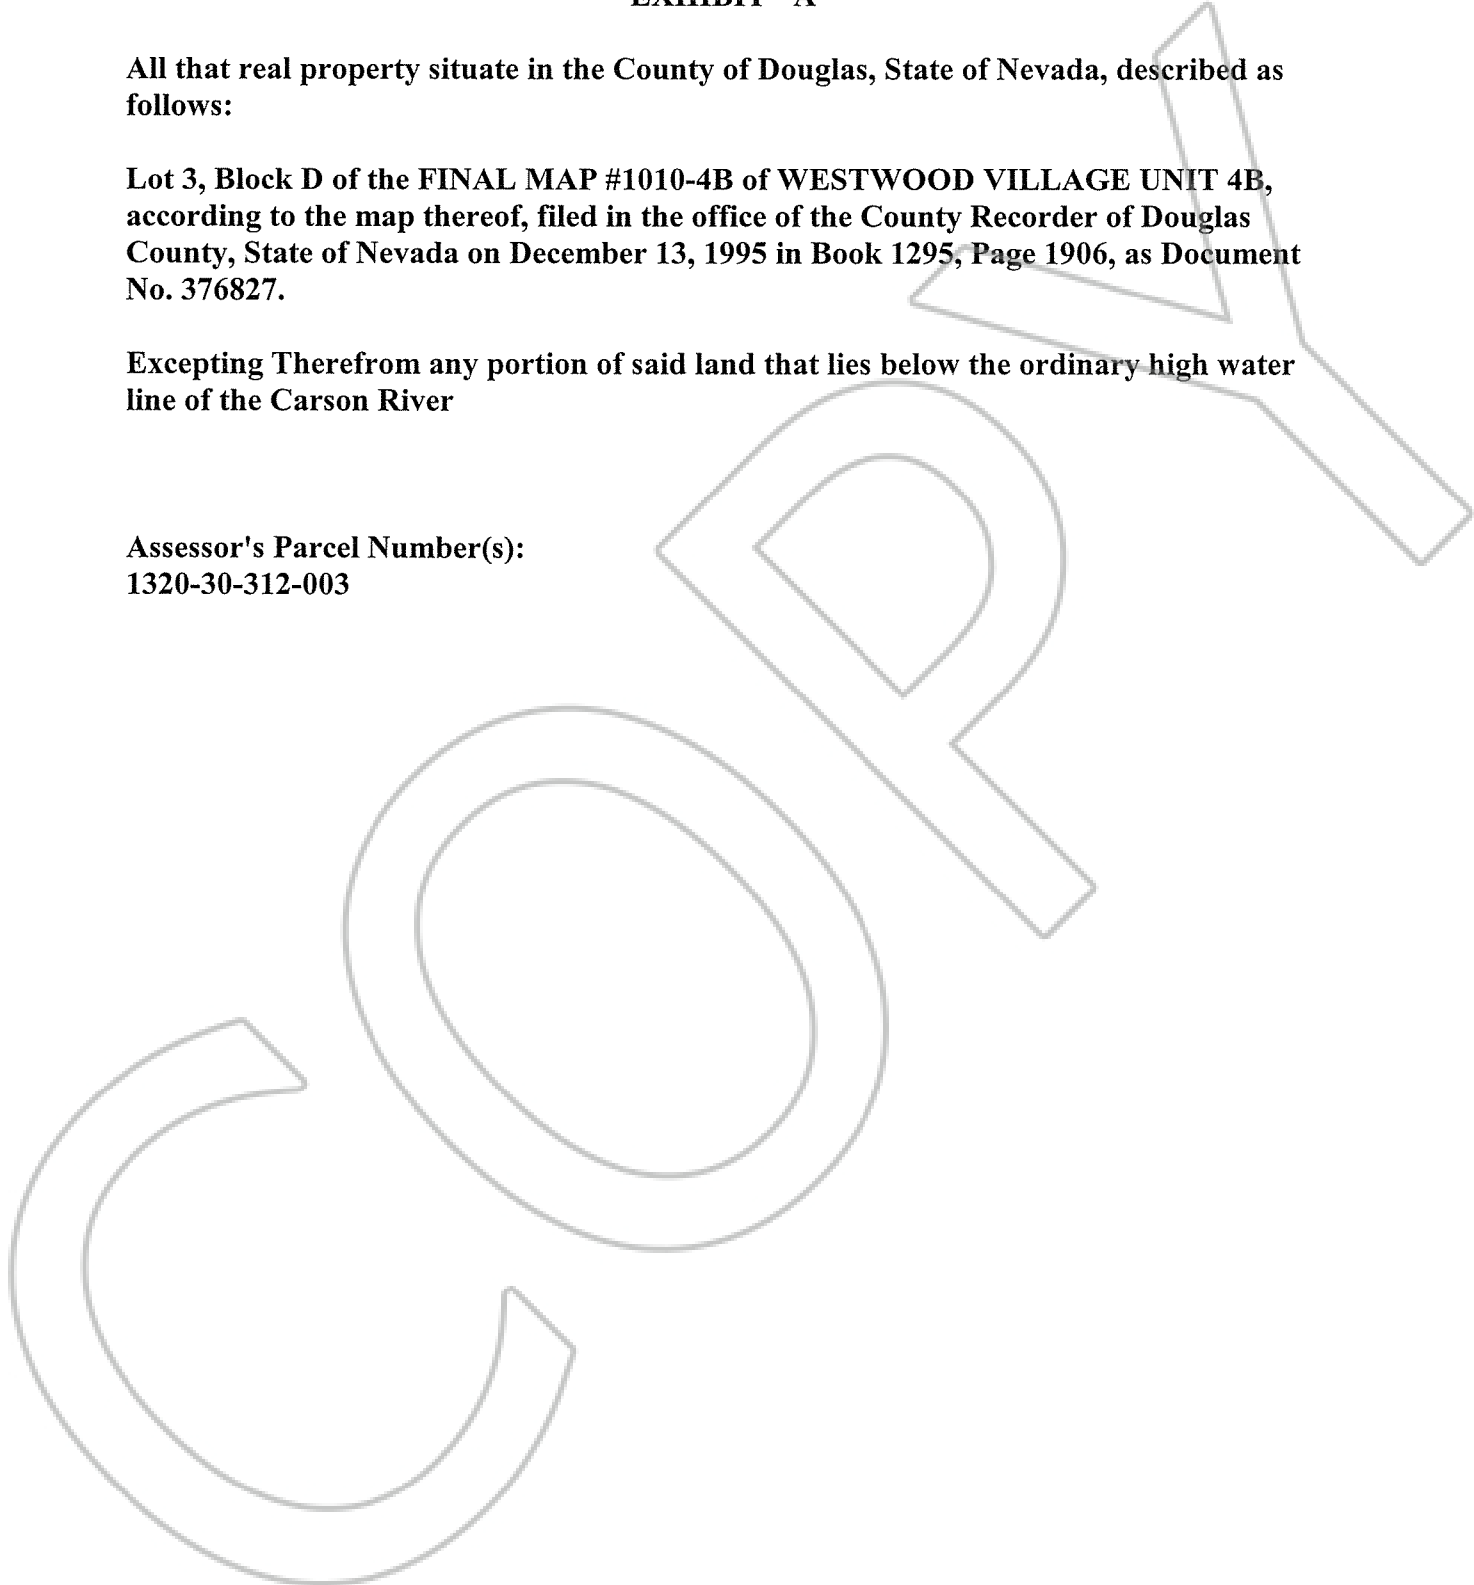 EXHIBIT "A"
All that real property situate in the County of Douglas, State of Nevada, described as
follows:
Lot 3, Block D of the FINAL MAP #1010-4B of WESTWOOD VILLAGE UNIT 4B,
according to the map thereof, filed in the office of the County Recorder of Douglas
County, State of Nevada on December 13, 1995 in Book 1295, Page 1906, as Document
No. 376827.
Excepting Therefrom any portion of said land that lies below the ordinary high water
line of the Carson River
Assessor's Parcel Number(s):
1320-30-312-003
COPY